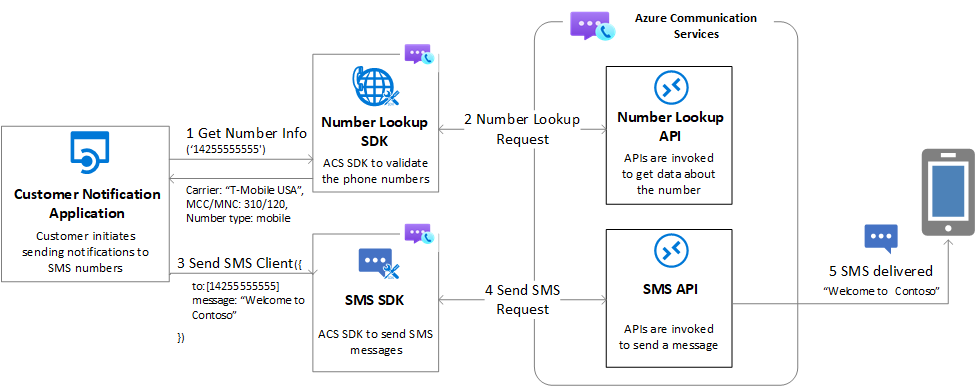 Azure Communication
Services
Customer Notification
Application
Customer initiates
sending notifications to
SMS numbers
1 Get Number Info
('14255555555')
Carrier: “T-Mobile USA”,
MCC/MNC: 310/120,
Number type: mobile
Number Lookup
SDK
ACS SDK to validate
the phone numbers
2 Number Lookup
Request
Number Lookup
API
APIs are invoked
to get data about
the number
3 Send SMS Client({
to:[14255555555]
message: “Welcome to
Contoso”
})
SMS SDK
ACS SDK to send SMS
messages
4 Send SMS
Request
SMS API
APIs are invoked
to send a message
5 SMS delivered
“Welcome to Contoso”